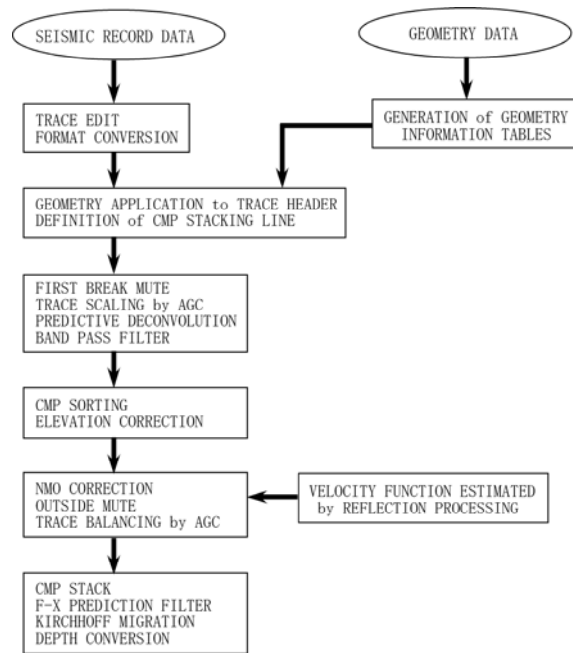 SEISMIC RECORD DATA
GEOMETRY DATA
TRACE EDIT
FORMAT CONVERSION
GENERATION of GEOMETRY
INFORMATION TABLES
GEOMETRY APPLICATION to TRACE HEADER
DEFINITION of CMP STACKING LINE
FIRST BREAK MUTE
TRACE SCALING by AGC
PREDICTIVE DECONVOLUTION
BAND PASS FILTER
CMP SORTING
ELEVATION CORRECTION
NMO CORRECTION
OUTSIDE MUTE
TRACE BALANCING by AGC
VELOCITY FUNCTION ESTIMATED
by REFLECTION PROCESSING
CMP STACK
F-X PREDICTION FILTER
KIRCHHOFF MIGRATION
DEPTH CONVERSION